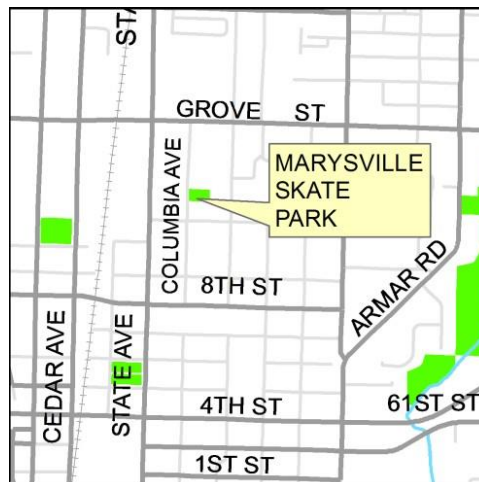 STA
GROVE ST
MARYSVILLE
SKATE
PARK
COLUMBIA AVE
8TH ST
ARMAR RD
CEDAR AVE
STATE AVE
4TH ST
61ST ST
1ST ST